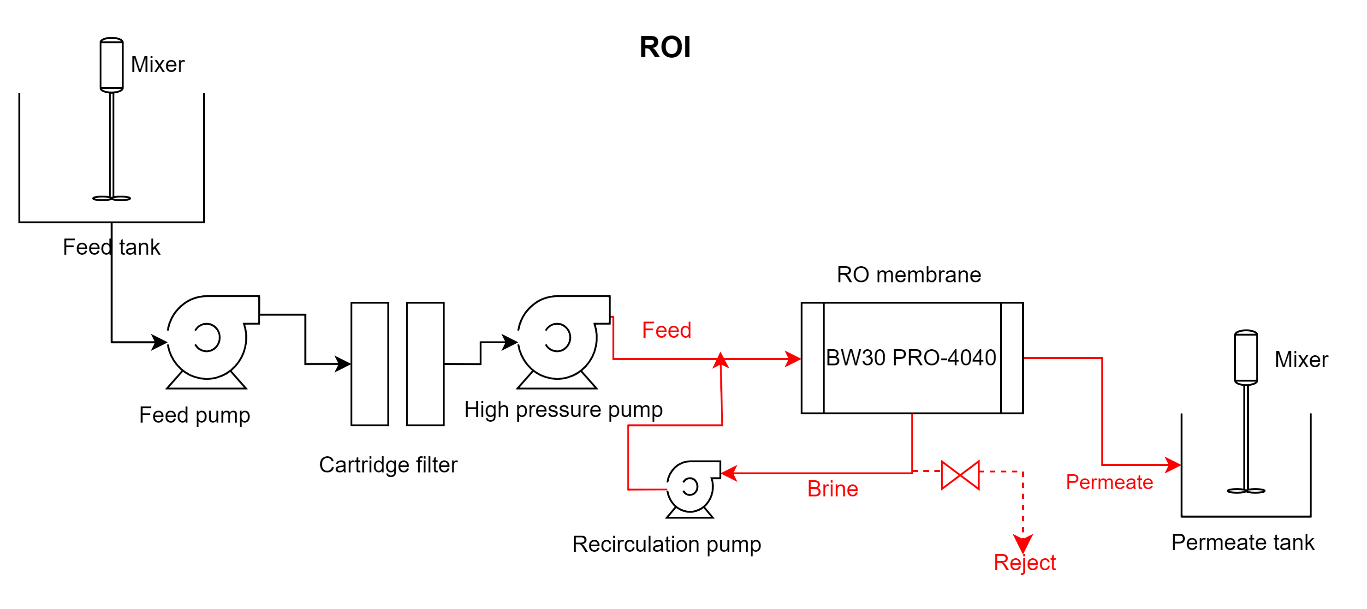 ROI
Mixer
Feed tank
Feed pump
Cartridge filter
High pressure pump
Feed
RO membrane
BW30 PRO-4040
Brine
Recirculation pump
Reject
Permeate
Mixer
Permeate tank